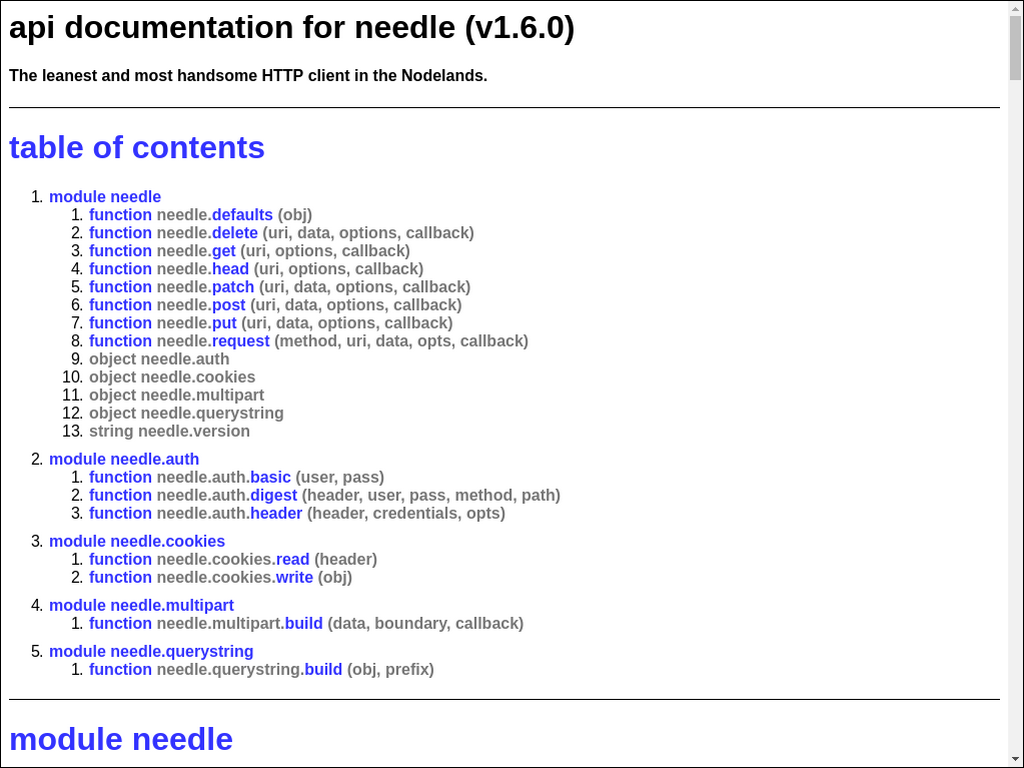 api documentation for needle (v1.6.0)
The leanest and most handsome HTTP client in the Nodelands.
table of contents
1. module needle
1. function needle.defaults (obj)
2. function needle.delete (uri, data, options, callback)
3. function needle.get (uri, options, callback)
4. function needle.head (uri, options, callback)
5. function needle.patch (uri, data, options, callback)
6. function needle.post (uri, data, options, callback)
7. function needle.put (uri, data, options, callback)
8. function needle.request (method, uri, data, opts, callback)
9. object needle.auth
10. object needle.cookies
11. object needle.multipart
12. object needle.querystring
13. string needle.version
2. module needle.auth
1. function needle.auth.basic (user, pass)
2. function needle.auth.digest (header, user, pass, method, path)
3. function needle.auth.header (header, credentials, opts)
3. module needle.cookies
1. function needle.cookies.read (header)
2. function needle.cookies.write (obj)
4. module needle.multipart
1. function needle.multipart.build (data, boundary, callback)
5. module needle.querystring
1. function needle.querystring.build (obj, prefix)
module needle